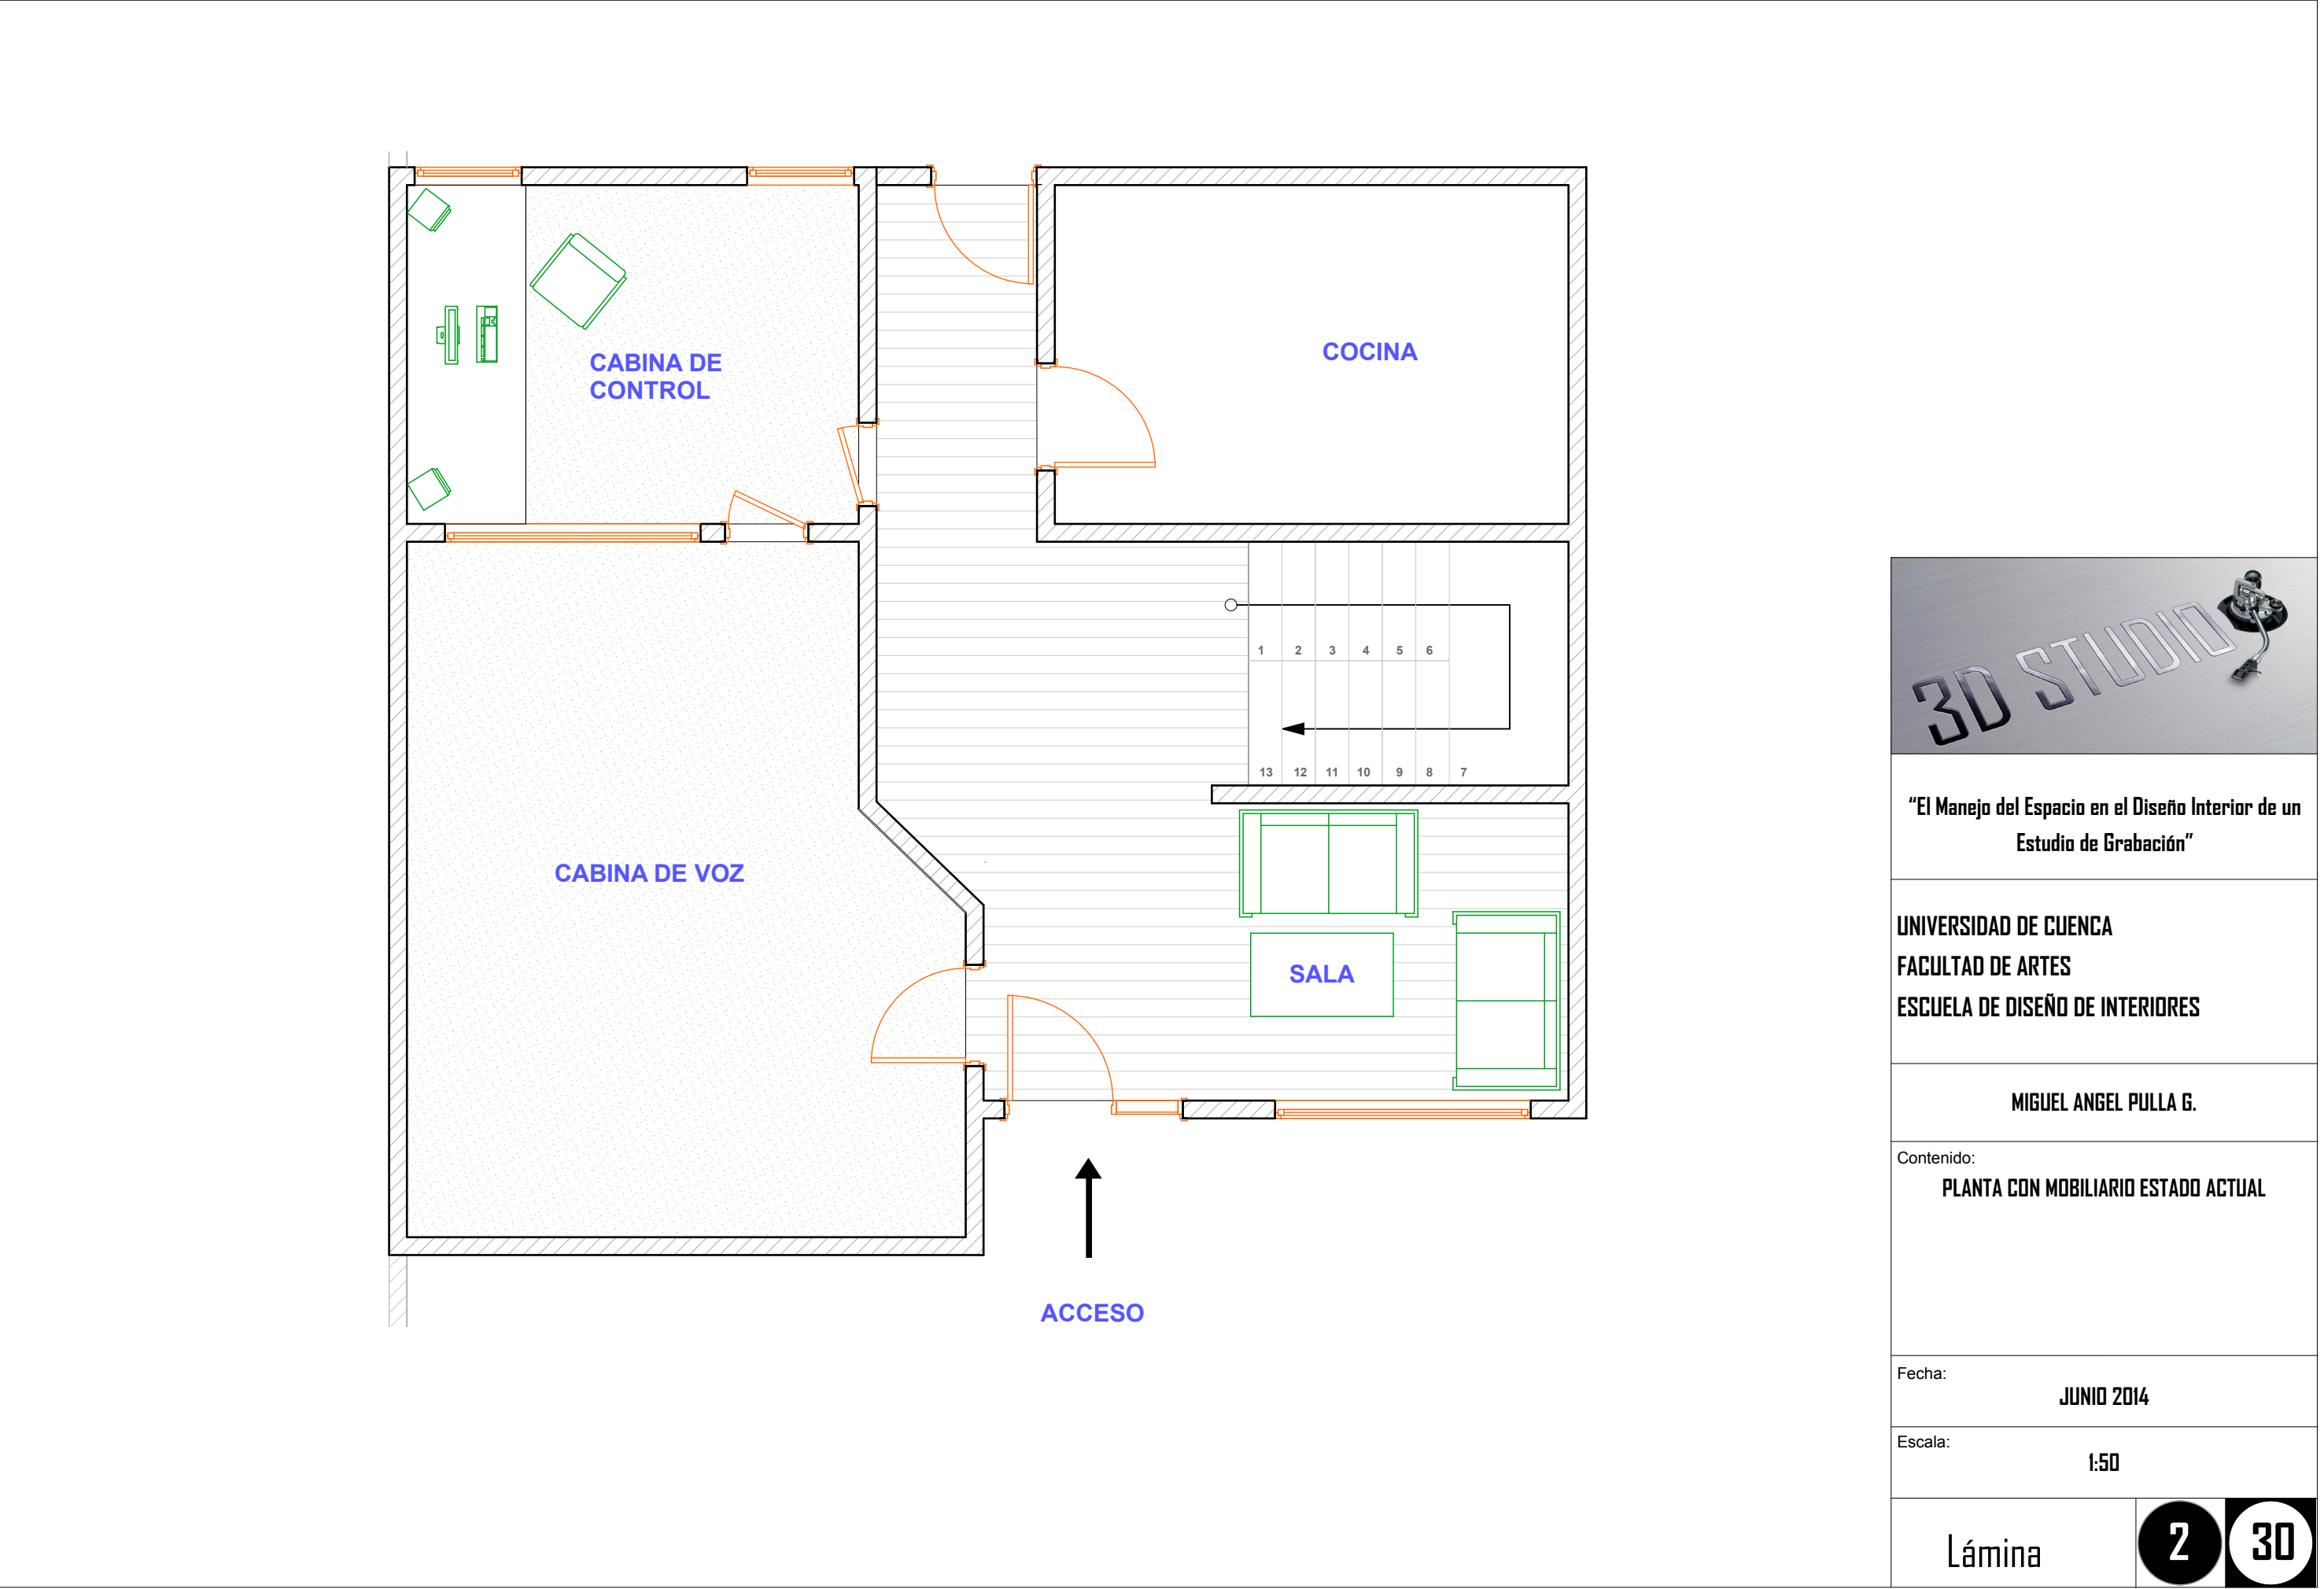 CABINA DE
CONTROL
COCINA
1 2 3 4 5 6
13 12 11 10 9 8 7
CABINA DE VOZ
SALA
ACCESO
3D STUDIO
“El Manejo del Espacio en el Diseño Interior de un
Estudio de Grabación”
UNIVERSIDAD DE CUENCA
FACULTAD DE ARTES
ESCUELA DE DISEÑO DE INTERIORES
MIGUEL ANGEL PULLA G.
Contenido:
PLANTA CON MOBILIARIO ESTADO ACTUAL
Fecha:
JUNIO 2014
Escala:
1:50
Lámina 2 30